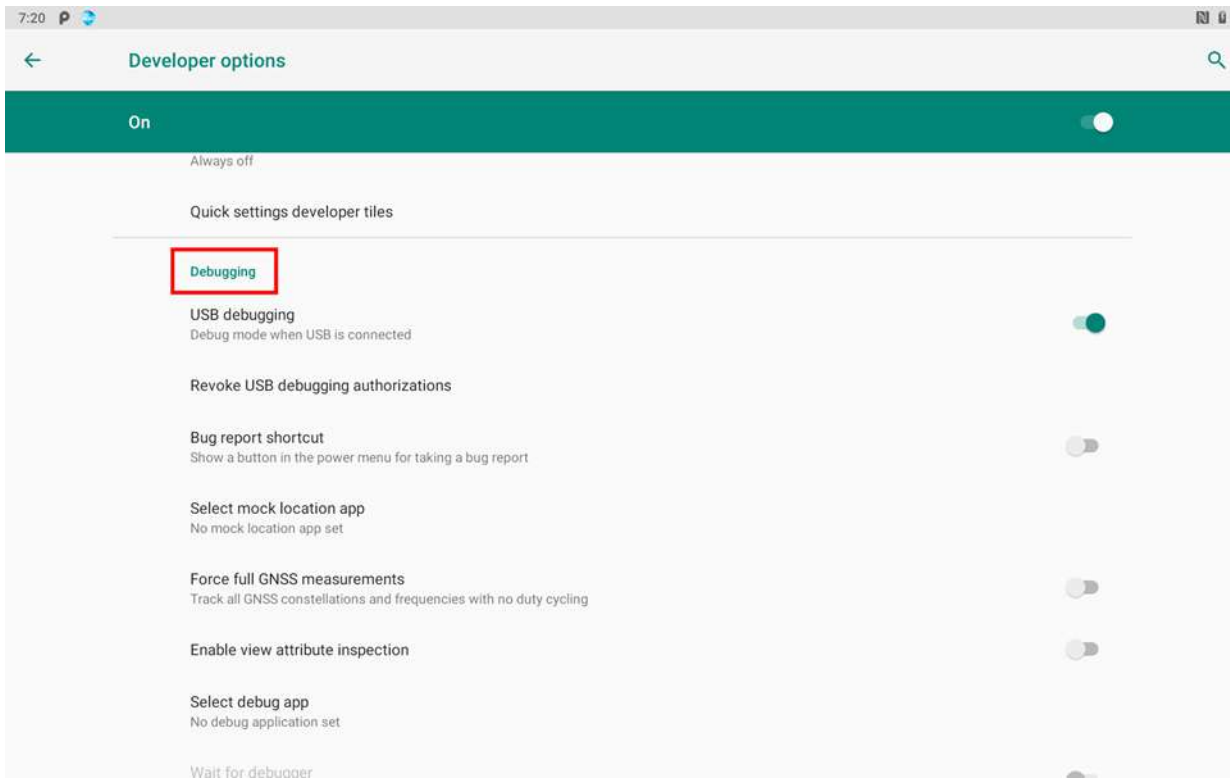 7:20
Developer options
On
Always off
Quick settings developer tiles
Debugging
USB debugging
Debug mode when USB is connected
Revoke USB debugging authorizations
Bug report shortcut
Show a button in the power menu for taking a bug report
Select mock location app
No mock location app set
Force full GNSS measurements
Track all GNSS constellations and frequencies with no duty cycling
Enable view attribute inspection
Select debug app
No debug application set
Wait for debugger